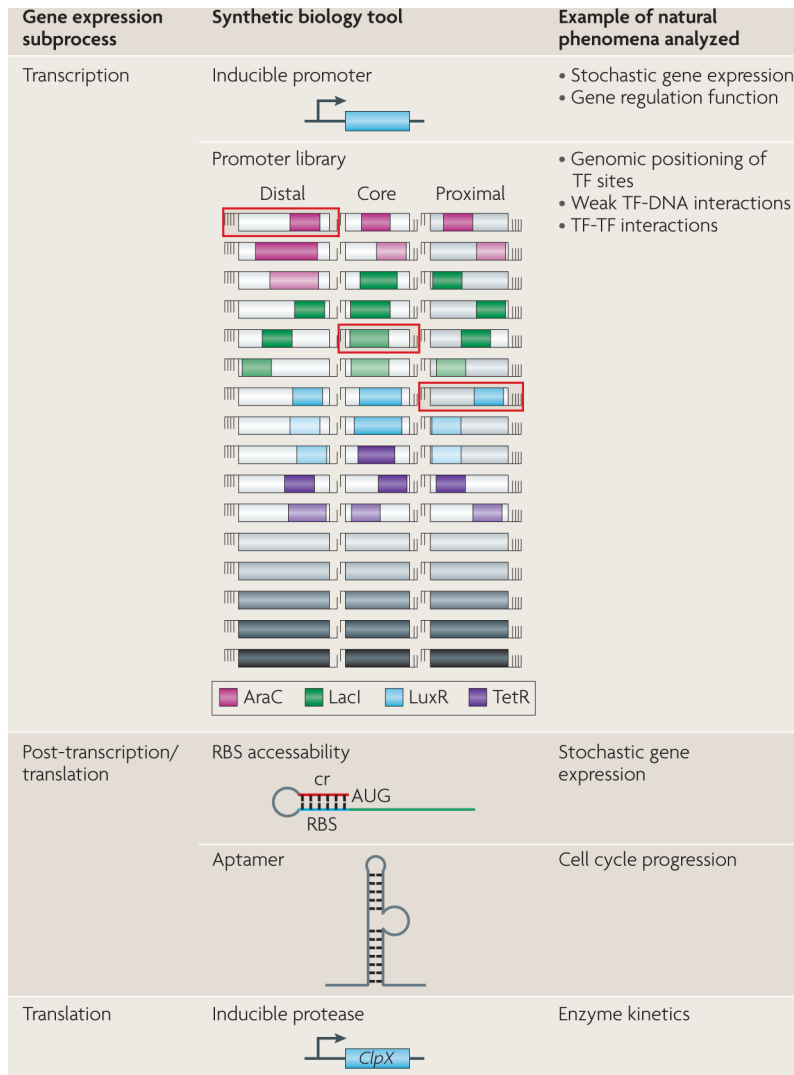 Gene expression
subprocess
Synthetic biology tool
Example of natural
phenomena analyzed
Transcription
Inducible promoter
• Stochastic gene expression
• Gene regulation function
Promoter library
• Genomic positioning of
TF sites
• Weak TF-DNA interactions
• TF-TF interactions
Distal
Core
Proximal
AraC
LacI
LuxR
TetR
Post-transcription/
translation
RBS accessability
Stochastic gene
expression
cr
AUG
RBS
Aptamer
Cell cycle progression
Translation
Inducible protease
Enzyme kinetics
ClpX